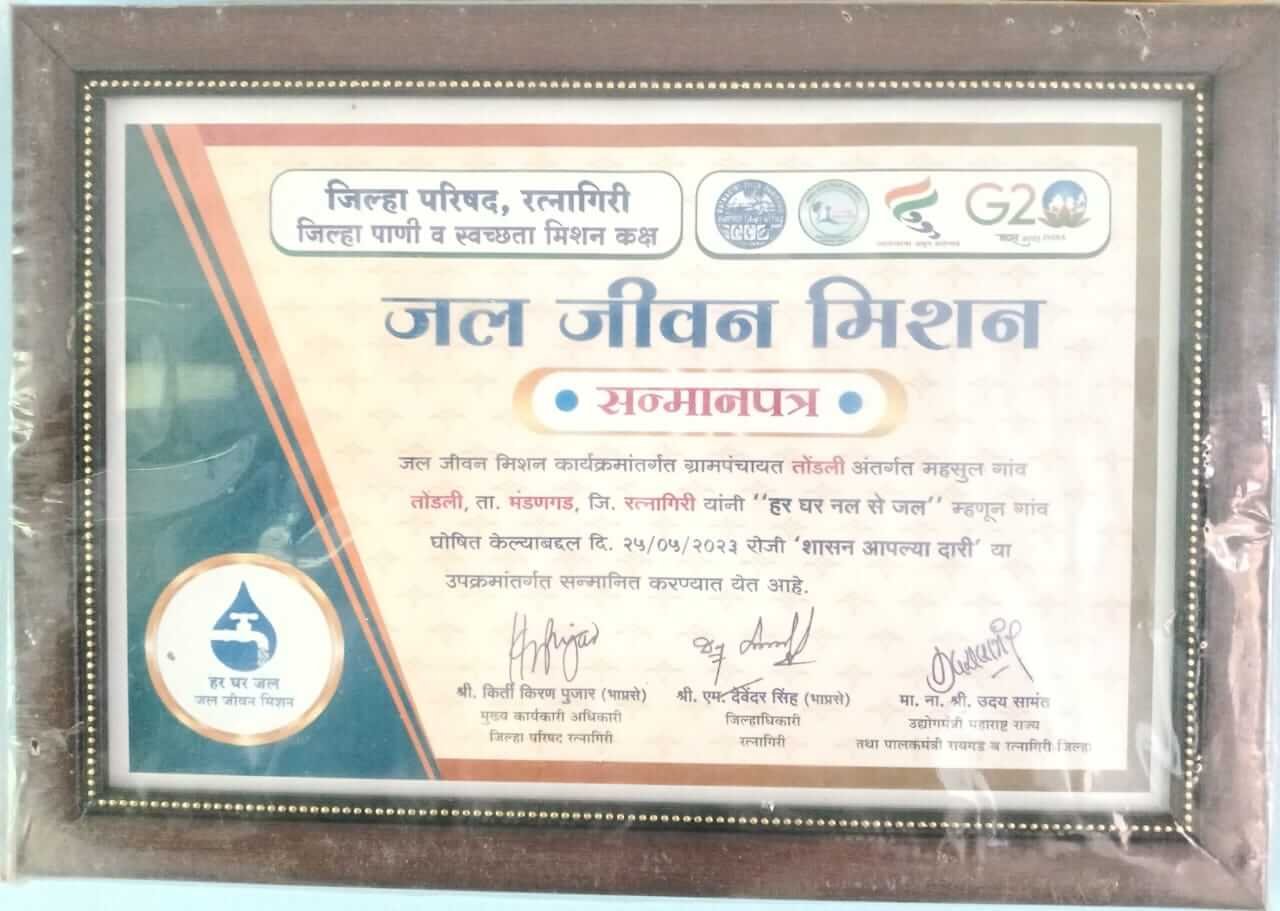 जिल्हा परिषद, रत्नागिरी
जिल्हा पाणी व स्वच्छता मिशन कक्ष
G20
जल जीवन मिशन
सन्मानपत्र
जल जीवन मिशन कार्यक्रमांतर्गत ग्रामपंचायत तोंडली अंतर्गत महसुल गांव
तोंडली, ता. मंडणगड, जि. रत्नागिरी यांनी "हर घर नल से जल" म्हणून गांव
घोषित केल्याबद्दल दि. २५/०५/२०२३ रोजी 'शासन आपल्या दारी' या
उपक्रमांतर्गत सन्मानित करण्यात येत आहे.
हर घर जल
जल जीवन मिशन
श्री. किर्ती किरण पुजार (भाप्रसे)
मुख्य कार्यकारी अधिकारी
जिल्हा परिषद रत्नागिरी
श्री. एम. देवेंदर सिंह (भाप्रसे)
जिल्हाधिकारी
रत्नागिरी
मा. ना. श्री. उदय सामंत
उद्योगमंत्री महाराष्ट्र राज्य
तथा पालकमंत्री रायगड व रत्नागिरी जिल्हा